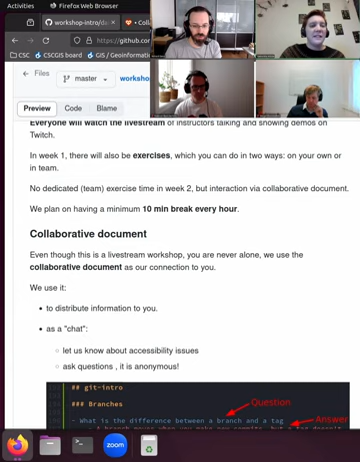 Activities
Firefox Web Browser
workshop-intro/da
Col
https://github.com
CSC
CSCGIS board
GIS / Geoinformati
Files
master
worksho
Preview
Code
Blame
Everyone will watch the livestream of instructors talking and showing demos on
Twitch.
In week 1, there will also be exercises, which you can do in two ways: on your own or
in team.
No dedicated (team) exercise time in week 2, but interaction via collaborative document.
We plan on having a minimum 10 min break every hour.
Collaborative document
Even though this is a livestream workshop, you are never alone, we use the
collaborative document as our connection to you.
We use it:
• to distribute information to you.
• as a "chat":
◦ let us know about accessibility issues
◦ ask questions , it is anonymous!
## git-intro
### Branches
Question
- What is the difference between a branch and a tag
Answer
zoom